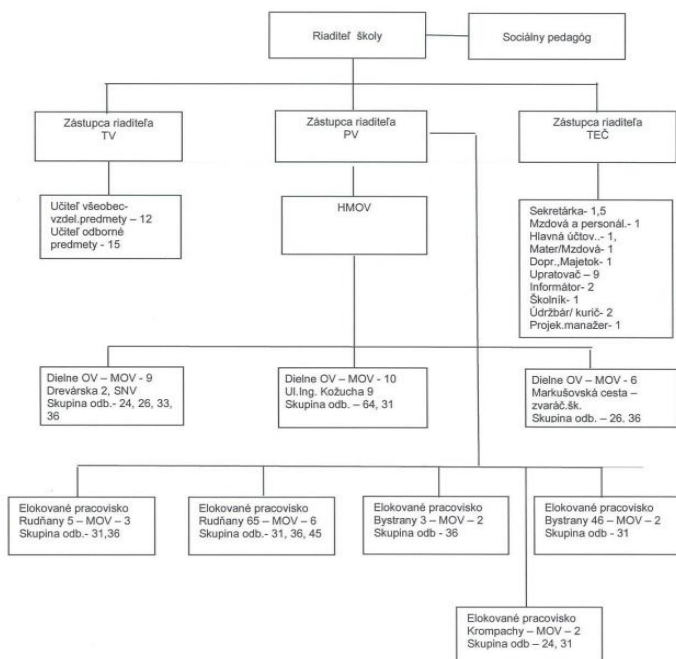 Riaditeľ školy
Sociálny pedagóg
Zástupca riaditeľa
TV
Zástupca riaditeľa
PV
Zástupca riaditeľa
TEČ
Učiteľ všeobec-
vzdel.predmety – 12
Učiteľ odborné
predmety - 15
HMOV
Sekretárka- 1,5
Mzdová a personál.- 1
Hlavná účtov..- 1,
Mater/Mzdová- 1
Dopr.,Majetok- 1
Upratovač – 9
Informátor- 2
Školník- 1
Údržbár/ kurič- 2
Projek.manažer- 1
Dielne OV – MOV - 9
Drevárska 2, SNV
Skupina odb.- 24, 26, 33,
36
Dielne OV – MOV - 10
Ul.Ing. Kožucha 9
Skupina odb. – 64, 31
Dielne OV – MOV - 6
Markušovská cesta –
zvaráč.šk.
Skupina odb. - 26, 36
Elokované pracovisko
Rudňany 5 – MOV – 3
Skupina odb.- 31,36
Elokované pracovisko
Rudňany 65 – MOV – 6
Skupina odb.- 31, 36, 45
Elokované pracovisko
Bystrany 3 – MOV – 2
Skupina odb - 36
Elokované pracovisko
Bystrany 46 – MOV – 2
Skupina odb - 31
Elokované pracovisko
Krompachy – MOV – 2
Skupina odb – 24, 31